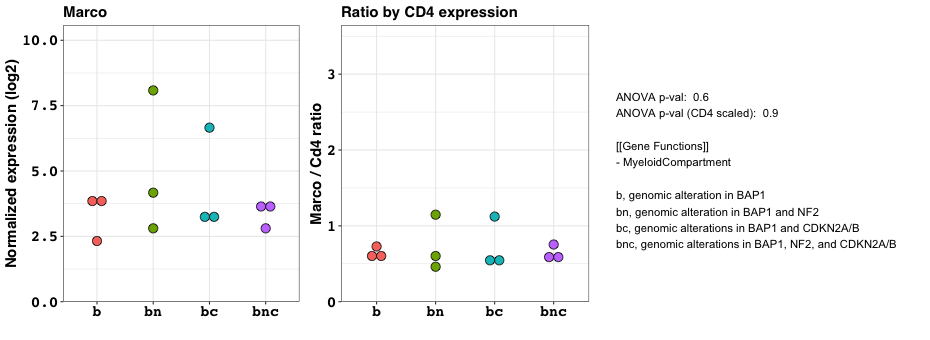 Marco
Normalized expression (log2)
10.0
7.5
5.0
2.5
0.0
b bn bc bnc
Ratio by CD4 expression
Marco / Cd4 ratio
3
2
1
0
b bn bc bnc
ANOVA p-val: 0.6
ANOVA p-val (CD4 scaled): 0.9
[[Gene Functions]]
- MyeloidCompartment
b, genomic alteration in BAP1
bn, genomic alteration in BAP1 and NF2
bc, genomic alterations in BAP1 and CDKN2A/B
bnc, genomic alterations in BAP1, NF2, and CDKN2A/B